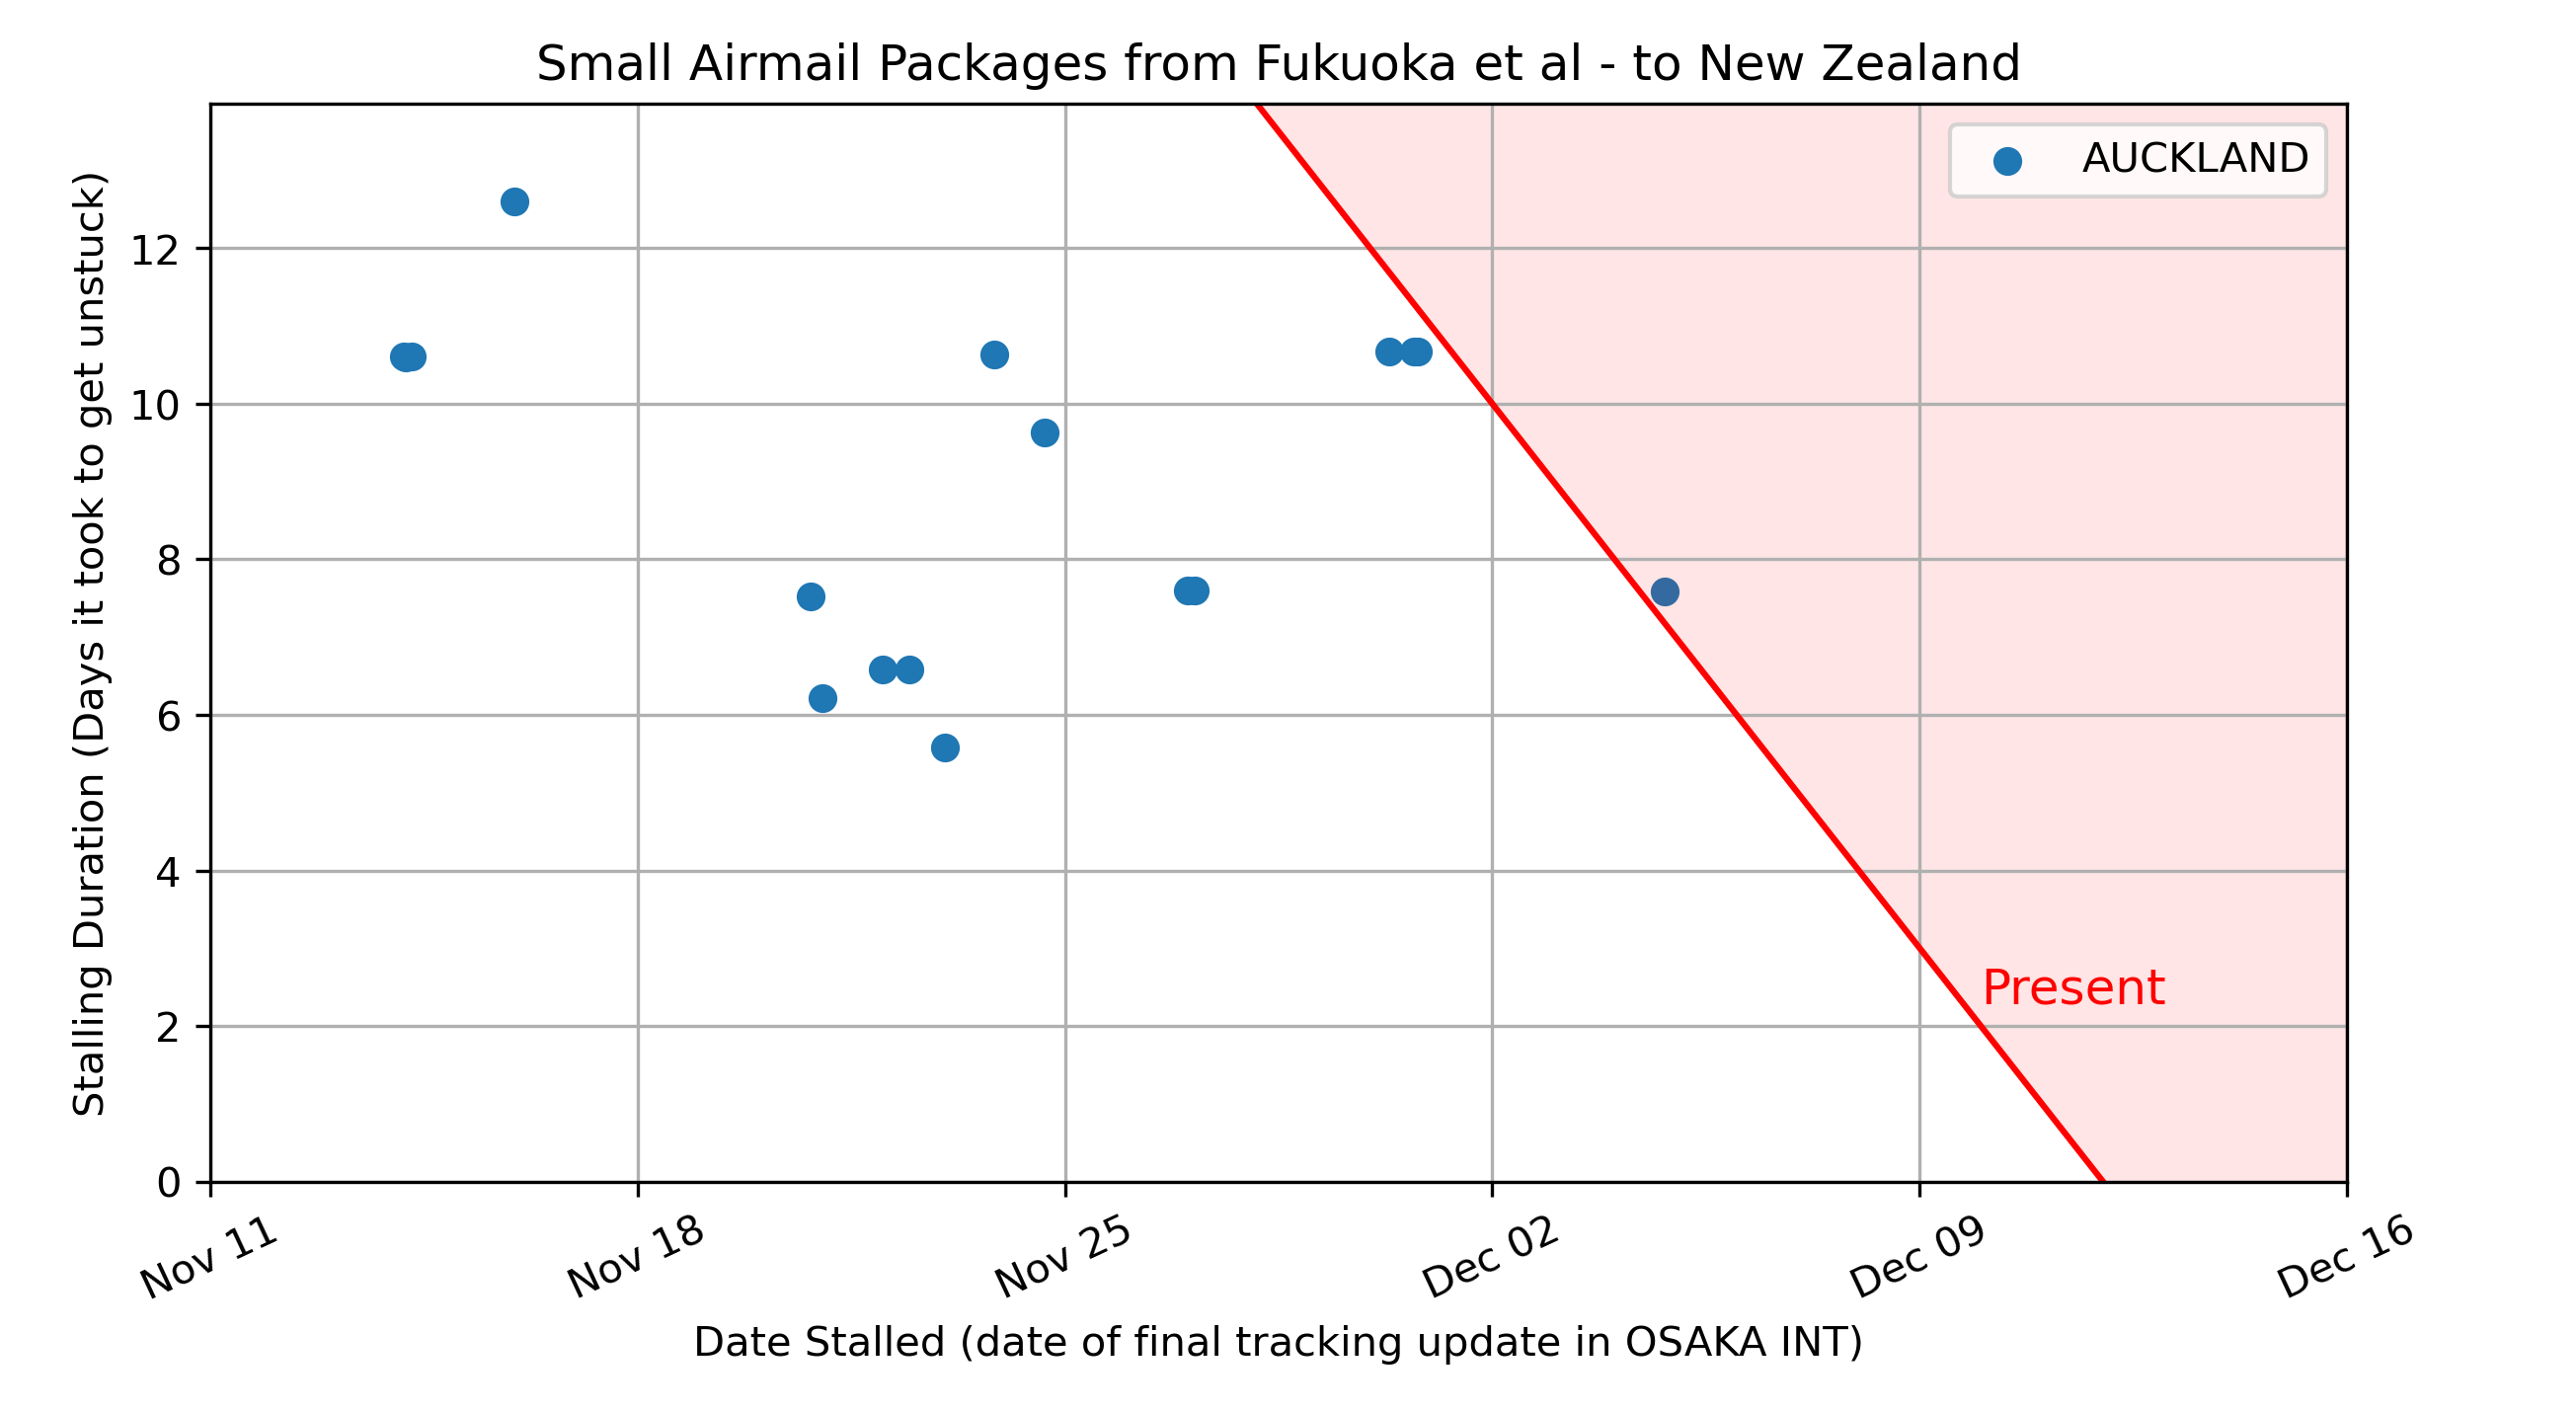 Small Airmail Packages from Fukuoka et al - to New Zealand
AUCKLAND
Stalling Duration (Days it took to get unstuck)
12
10
8
6
4
2
0
Present
Nov 11
Nov 18
Nov 25
Dec 02
Dec 09
Dec 16
Date Stalled (date of final tracking update in OSAKA INT)